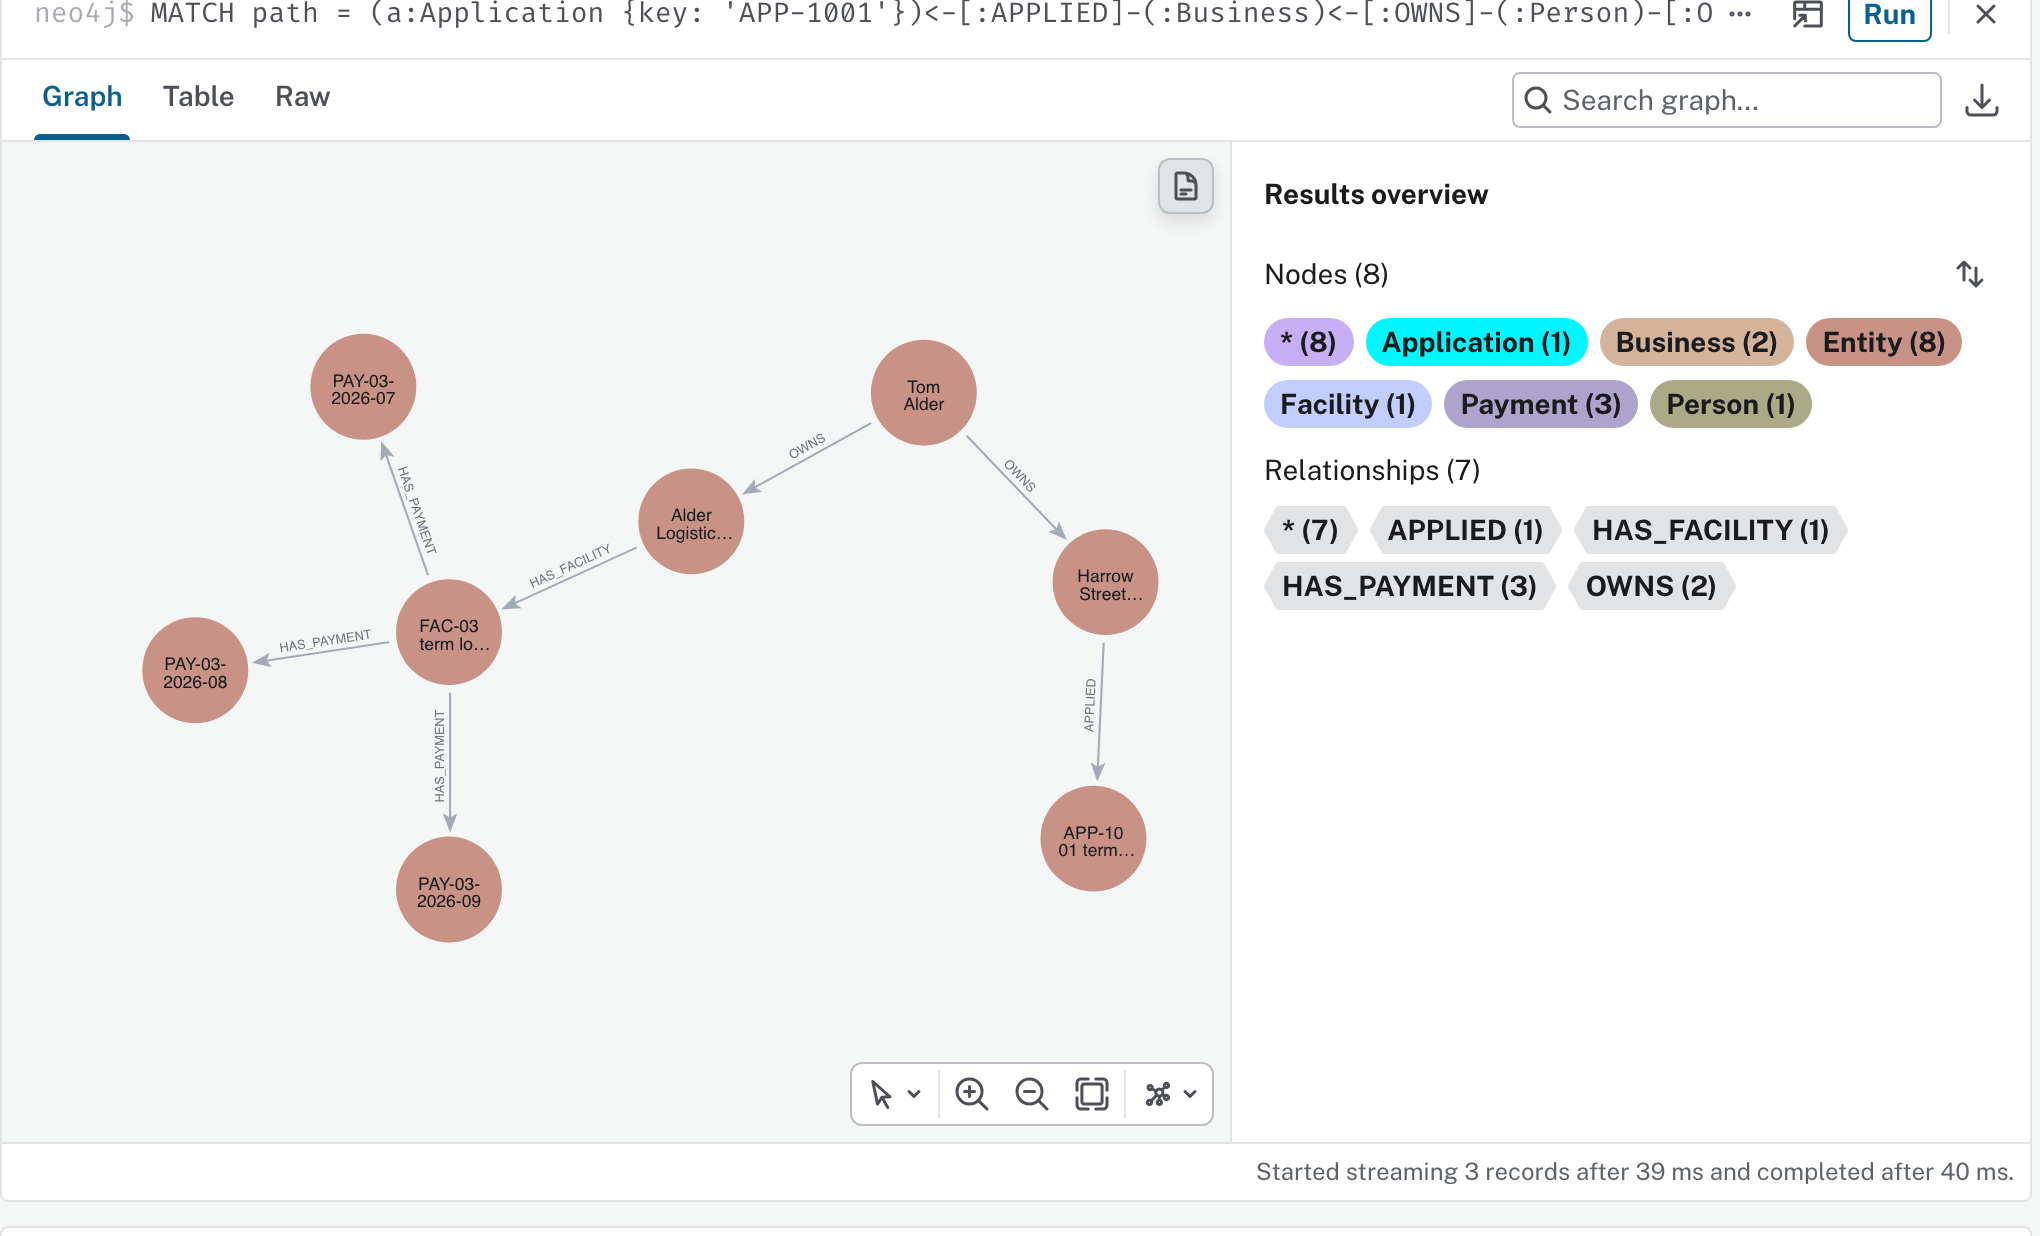 neo4j$ MATCH path = (a:Application {key: 'APP-1001'})<-[:APPLIED]-(:Business)<-[:OWNS]-(:Person)-[:O ...
Run
Graph Table Raw
Search graph...
Results overview
Nodes (8)
* (8) Application (1) Business (2) Entity (8)
Facility (1) Payment (3) Person (1)
Relationships (7)
* (7) APPLIED (1) HAS_FACILITY (1)
HAS_PAYMENT (3) OWNS (2)
PAY-03-
2026-07
Tom
Alder
OWNS
OWNS
HAS_PAYMENT
Alder
Logistic...
HAS_FACILITY
Harrow
Street...
FAC-03
term lo...
HAS_PAYMENT
PAY-03-
2026-08
APPLIED
HAS_PAYMENT
APP-10
01 term...
PAY-03-
2026-09
Started streaming 3 records after 39 ms and completed after 40 ms.